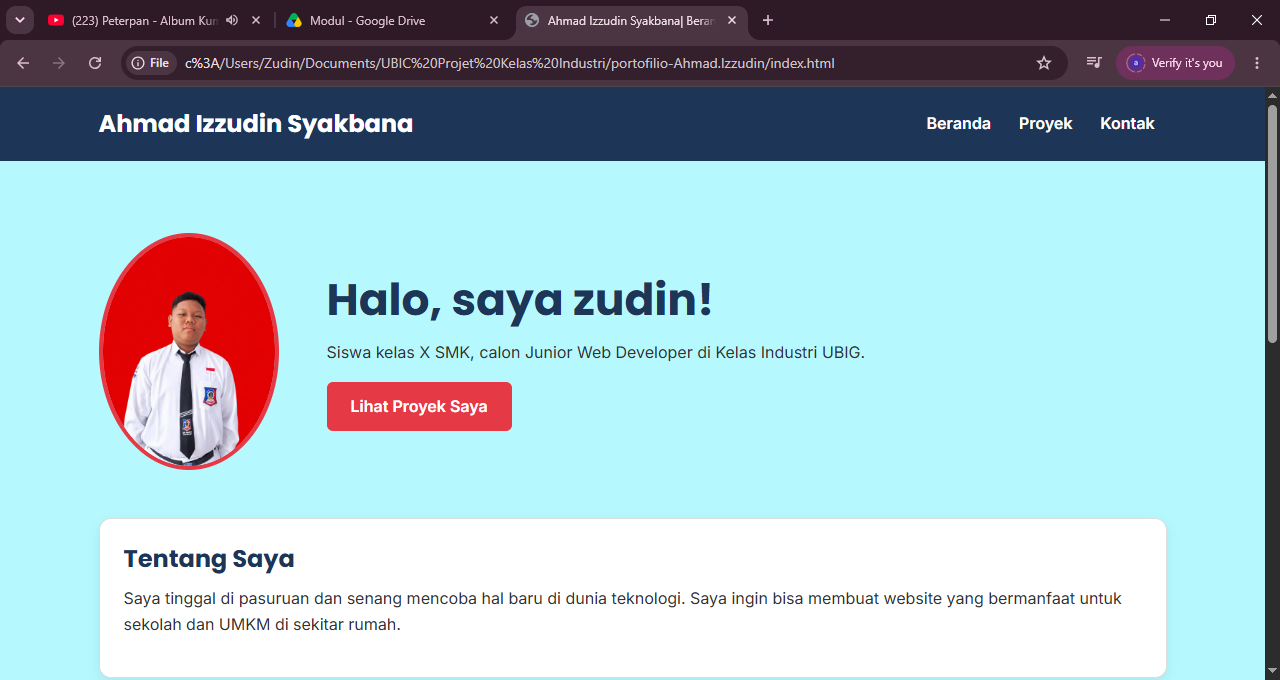 (223) Peterpan - Album Kum
Modul - Google Drive
Ahmad Izzudin Syakbana| Beran
File
c%3A/Users/Zudin/Documents/UBIC%20Projet%20Kelas%20Industri/portofilio-Ahmad.Izzudin/index.html
a
Verify it's you
Ahmad Izzudin Syakbana
Beranda
Proyek
Kontak
Halo, saya zudin!
Siswa kelas X SMK, calon Junior Web Developer di Kelas Industri UBIG.
Lihat Proyek Saya
Tentang Saya
Saya tinggal di pasuruan dan senang mencoba hal baru di dunia teknologi. Saya ingin bisa membuat website yang bermanfaat untuk
sekolah dan UMKM di sekitar rumah.